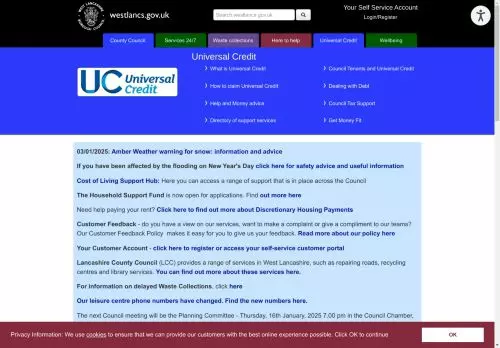 westlancs.gov.uk
Search westlancs.gov.uk
Your Self Service Account
Login/Register
County Council
Services 24/7
Waste collections
Here to help
Universal Credit
Wellbeing
Universal Credit
UC Universal Credit
What is Universal Credit
Council Tenants and Universal Credit
How to claim Universal Credit
Dealing with Debt
Help and Money advice
Council Tax Support
Directory of support services
Get Money Fit
03/01/2025: Amber Weather warning for snow: information and advice
If you have been affected by the flooding on New Year's Day click here for safety advice and useful information
Cost of Living Support Hub: Here you can access a range of support that is in place across the Council
The Household Support Fund is now open for applications. Find out more here
Need help paying your rent? Click here to find out more about Discretionary Housing Payments
Customer Feedback - do you have a view on our services, want to make a complaint or give a compliment to our teams?
Our Customer Feedback Policy makes it easy for you to give us your feedback. Read more about our policy here
Your Customer Account - click here to register or access your self-service customer portal
Lancashire County Council (LCC) provides a range of services in West Lancashire, such as repairing roads, recycling
centres and library services. You can find out more about these services here.
For information on delayed Waste Collections, click here
Our leisure centre phone numbers have changed. Find the new numbers here.
The next Council meeting will be the Planning Committee - Thursday, 16th January, 2025 7.00 pm in the Council Chamber,
Privacy Information: We use cookies to ensure that we can provide our customers with the best online experience possible. Click OK to continue
OK